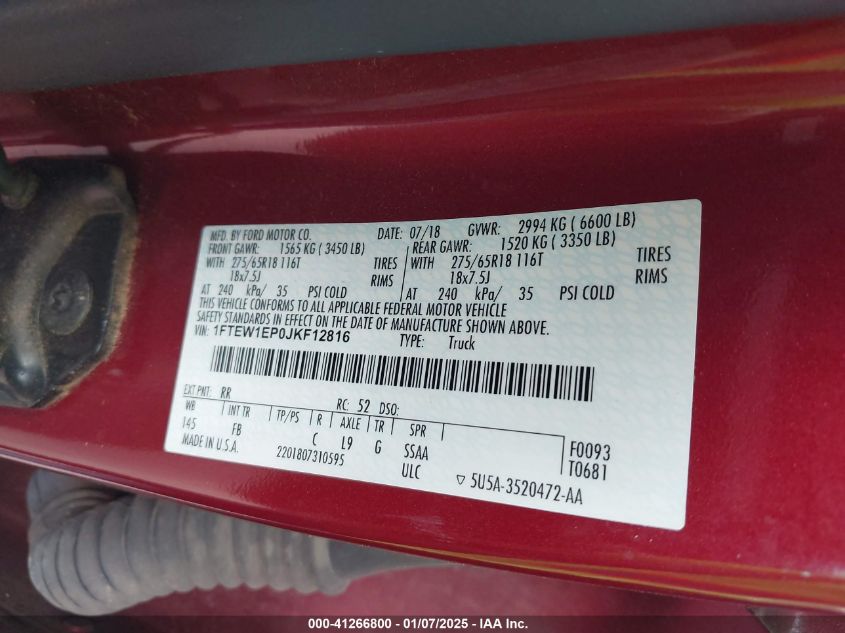 MFD. BY FORD MOTOR CO. DATE: 07/18 GVWR: 2994 KG ( 6600 LB)
FRONT GAWR: 1565 KG ( 3450 LB) REAR GAWR: 1520 KG ( 3350 LB)
WITH 275/65R18 116T TIRES WITH 275/65R18 116T TIRES
18x7.5J RIMS 18x7.5J RIMS
AT 240 kPa/ 35 PSI COLD AT 240 kPa/ 35 PSI COLD
THIS VEHICLE CONFORMS TO ALL APPLICABLE FEDERAL MOTOR VEHICLE
SAFETY STANDARDS IN EFFECT ON THE DATE OF MANUFACTURE SHOWN ABOVE.
VIN: 1FTEW1EP0JKF12816 TYPE: Truck
EXT PNT: RR RC: 52 DSO:
WB INT TR TP/PS R AXLE TR SPR
145 FB C L9 G SSAA F0093
MADE IN U.S.A. 2201807310595 ULC T0681
▽ 5U5A-3520472-AA
000-41266800 - 01/07/2025 - IAA Inc.